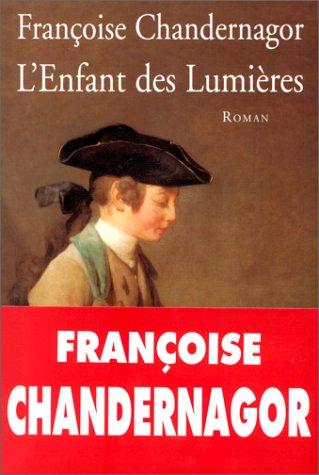 Françoise Chandernagor
L'Enfant des Lumières
ROMAN
FRANÇOISE
CHANDERNAGOR